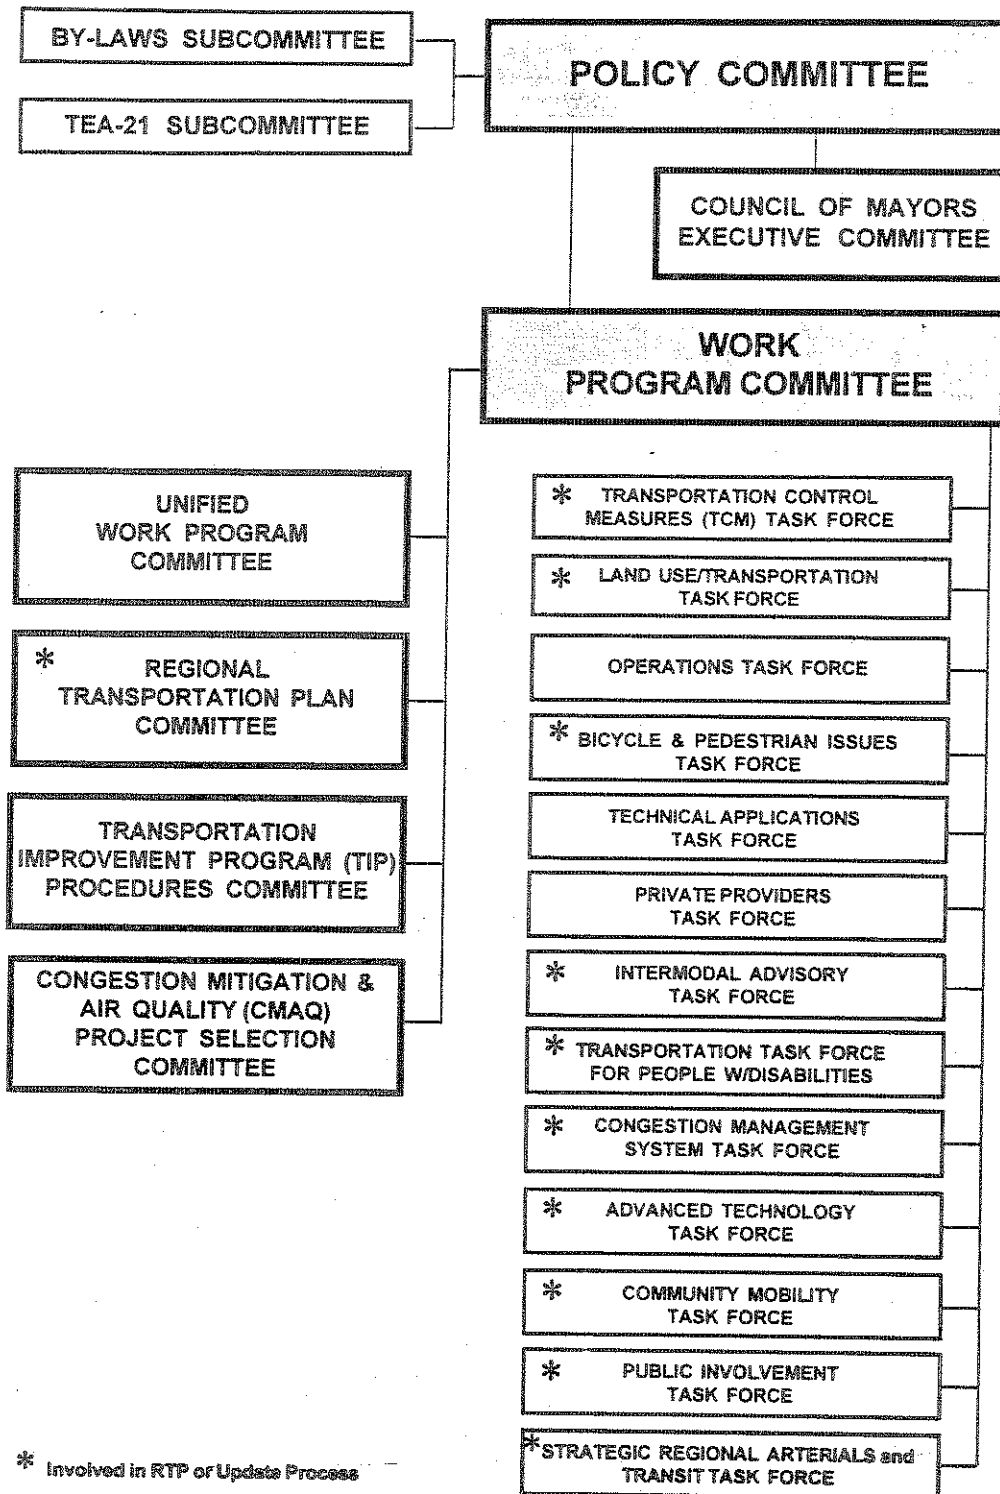 BY-LAWS SUBCOMMITTEE
TEA-21 SUBCOMMITTEE
POLICY COMMITTEE
COUNCIL OF MAYORS
EXECUTIVE COMMITTEE
WORK
PROGRAM COMMITTEE
UNIFIED
WORK PROGRAM
COMMITTEE
* REGIONAL
TRANSPORTATION PLAN
COMMITTEE
TRANSPORTATION
IMPROVEMENT PROGRAM (TIP)
PROCEDURES COMMITTEE
CONGESTION MITIGATION &
AIR QUALITY (CMAQ)
PROJECT SELECTION
COMMITTEE
* TRANSPORTATION CONTROL
MEASURES (TCM) TASK FORCE
* LAND USE/TRANSPORTATION
TASK FORCE
OPERATIONS TASK FORCE
* BICYCLE & PEDESTRIAN ISSUES
TASK FORCE
TECHNICAL APPLICATIONS
TASK FORCE
PRIVATE PROVIDERS
TASK FORCE
* INTERMODAL ADVISORY
TASK FORCE
* TRANSPORTATION TASK FORCE
FOR PEOPLE W/DISABILITIES
* CONGESTION MANAGEMENT
SYSTEM TASK FORCE
* ADVANCED TECHNOLOGY
TASK FORCE
* COMMUNITY MOBILITY
TASK FORCE
* PUBLIC INVOLVEMENT
TASK FORCE
* STRATEGIC REGIONAL ARTERIALS and
TRANSIT TASK FORCE
* Involved in RTP or Update Process